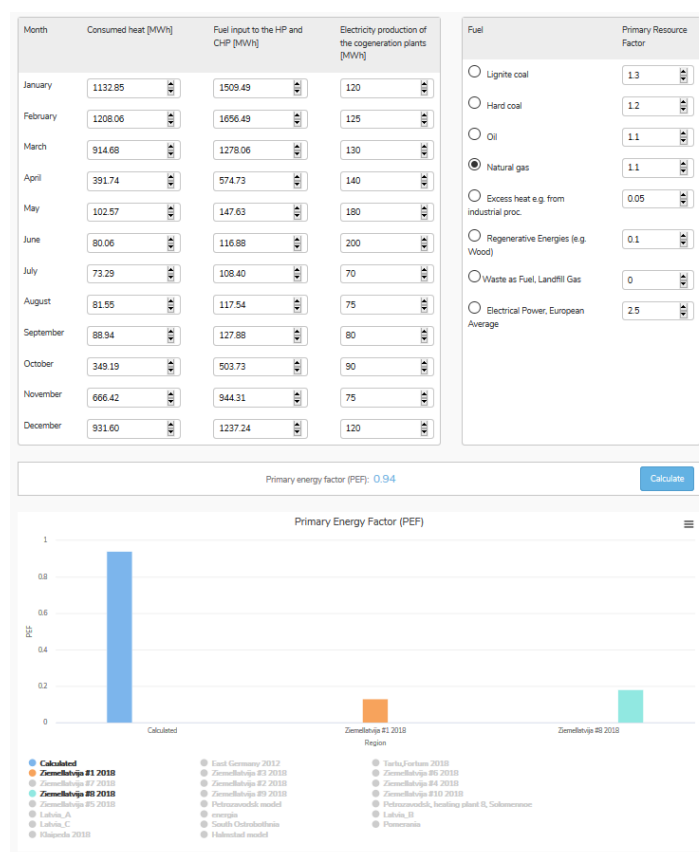 Month Consumed heat [MWh] Fuel input to the HP and Electricity production of
CHP [MWh] the cogeneration plants
[MWh]
January 1132.85 1509.49 120
February 1208.06 1656.49 125
March 914.68 1278.06 130
April 391.74 574.73 140
May 102.57 147.63 180
June 80.06 116.88 200
July 73.29 108.40 70
August 81.55 117.54 75
September 88.94 127.88 80
October 349.19 503.73 90
November 666.42 944.31 75
December 931.60 1237.24 120
Fuel Primary Resource
Factor
Lignite coal 1.3
Hard coal 1.2
Oil 1.1
Natural gas 1.1
Excess heat e.g. from 0.05
industrial proc.
Regenerative Energies (e.g. 0.1
Wood)
Waste as Fuel, Landfill Gas 0
Electrical Power, European 2.5
Average
Primary energy factor (PEF): 0.94 Calculate
Primary Energy Factor (PEF)
1
0.8
0.6
PEF
0.4
0.2
0
Calculated Ziemellatvija #1 2018 Ziemellatvija #8 2018
Region
Calculated East Germany 2012 Tartu,Fortum 2018
Ziemellatvija #1 2018 Ziemellatvija #3 2018 Ziemellatvija #6 2018
Ziemellatvija #7 2018 Ziemellatvija #2 2018 Ziemellatvija #4 2018
Ziemellatvija #8 2018 Ziemellatvija #9 2018 Ziemellatvija #10 2018
Ziemellatvija #5 2018 Petrozavodsk model Petrozavodsk, heating plant 8,
Latvia_A energia Latvia_B
Latvia_C South Ostrobothnia Pomerania
Klaipeda 2018 Halmstad model